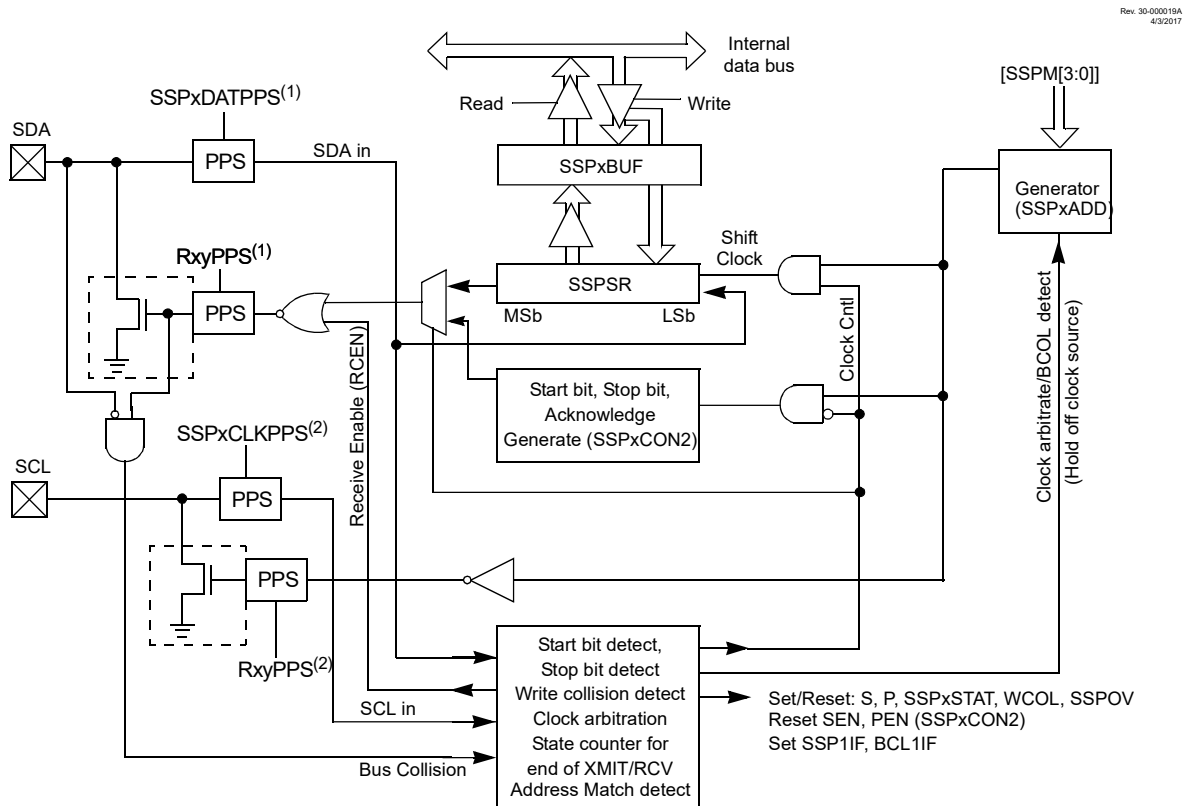 Rev. 30-000019A
4/3/2017
Internal
data bus
[SSPM[3:0]]
SSPxDATPPS(1)
Read
Write
SDA
PPS
SDA in
SSPxBUF
Generator
(SSPxADD)
RxyPPS(1)
Shift
Clock
PPS
SSPSR
MSb
LSb
Receive Enable (RCEN)
Clock Cntl
Clock arbitrate/BCOL detect
(Hold off clock source)
Start bit, Stop bit,
Acknowledge
Generate (SSPxCON2)
SSPxCLKPPS(2)
SCL
PPS
PPS
RxyPPS(2)
SCL in
Bus Collision
Start bit detect,
Stop bit detect
Write collision detect
Clock arbitration
State counter for
end of XMIT/RCV
Address Match detect
Set/Reset: S, P, SSPxSTAT, WCOL, SSPOV
Reset SEN, PEN (SSPxCON2)
Set SSP1IF, BCL1IF